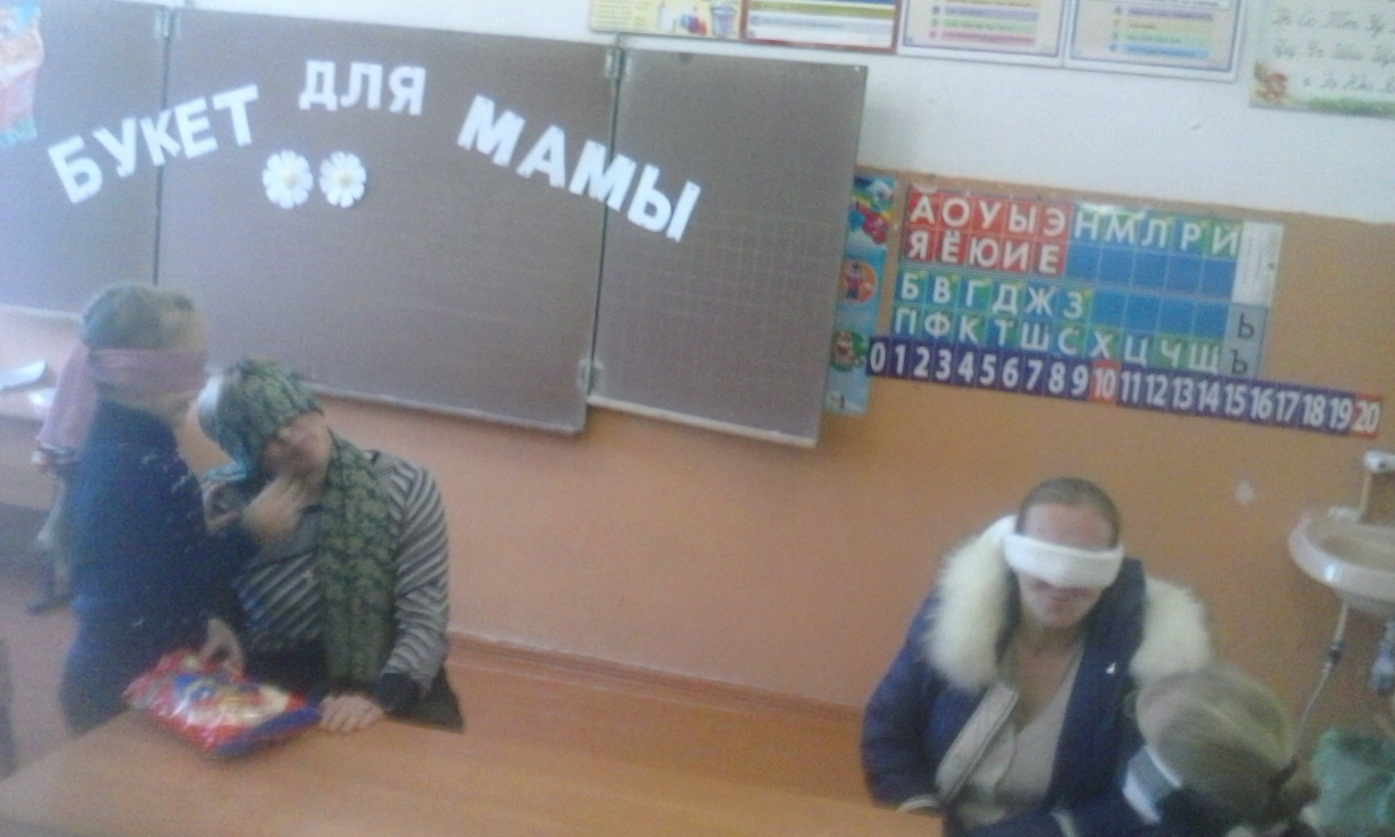 БУКЕТ ДЛЯ МАМЫ
А О У Ы Э Н М Л Р Й
Я Ё Ю И Е
Б В Г Д Ж З
П Ф К Т Ш С Х Ц Ч Щ
Ь
Ъ
0 1 2 3 4 5 6 7 8 9 10 11 12 13 14 15 16 17 18 19 20